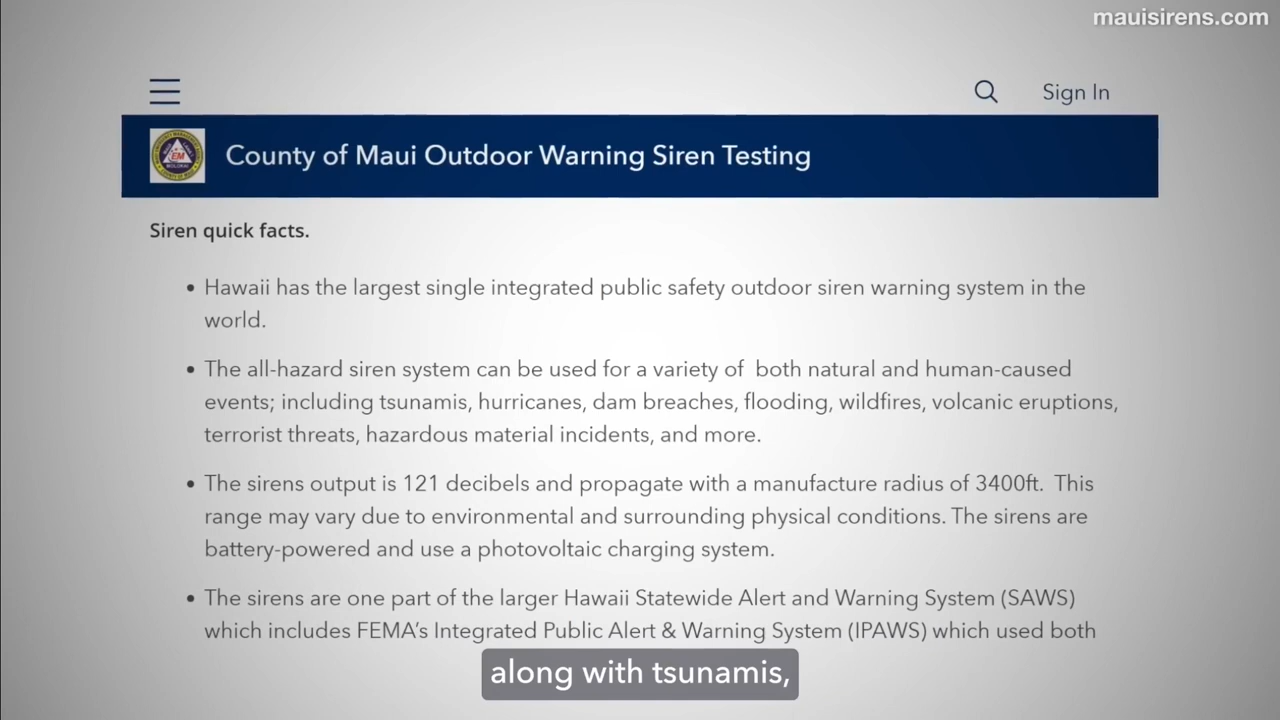 mauisirens.com
Sign In
County of Maui Outdoor Warning Siren Testing
Siren quick facts.
• Hawaii has the largest single integrated public safety outdoor siren warning system in the
world.
• The all-hazard siren system can be used for a variety of both natural and human-caused
events; including tsunamis, hurricanes, dam breaches, flooding, wildfires, volcanic eruptions,
terrorist threats, hazardous material incidents, and more.
• The sirens output is 121 decibels and propagate with a manufacture radius of 3400ft. This
range may vary due to environmental and surrounding physical conditions. The sirens are
battery-powered and use a photovoltaic charging system.
• The sirens are one part of the larger Hawaii Statewide Alert and Warning System (SAWS)
which includes FEMA’s Integrated Public Alert & Warning System (IPAWS) which used both
along with tsunamis,